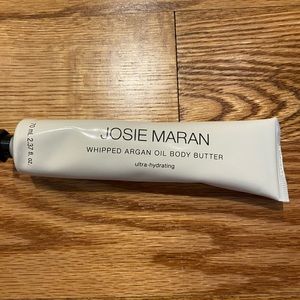 JOSIE MARAN
WHIPPED ARGAN OIL BODY BUTTER
ultra-hydrating
70 mL 2.37 fl. oz